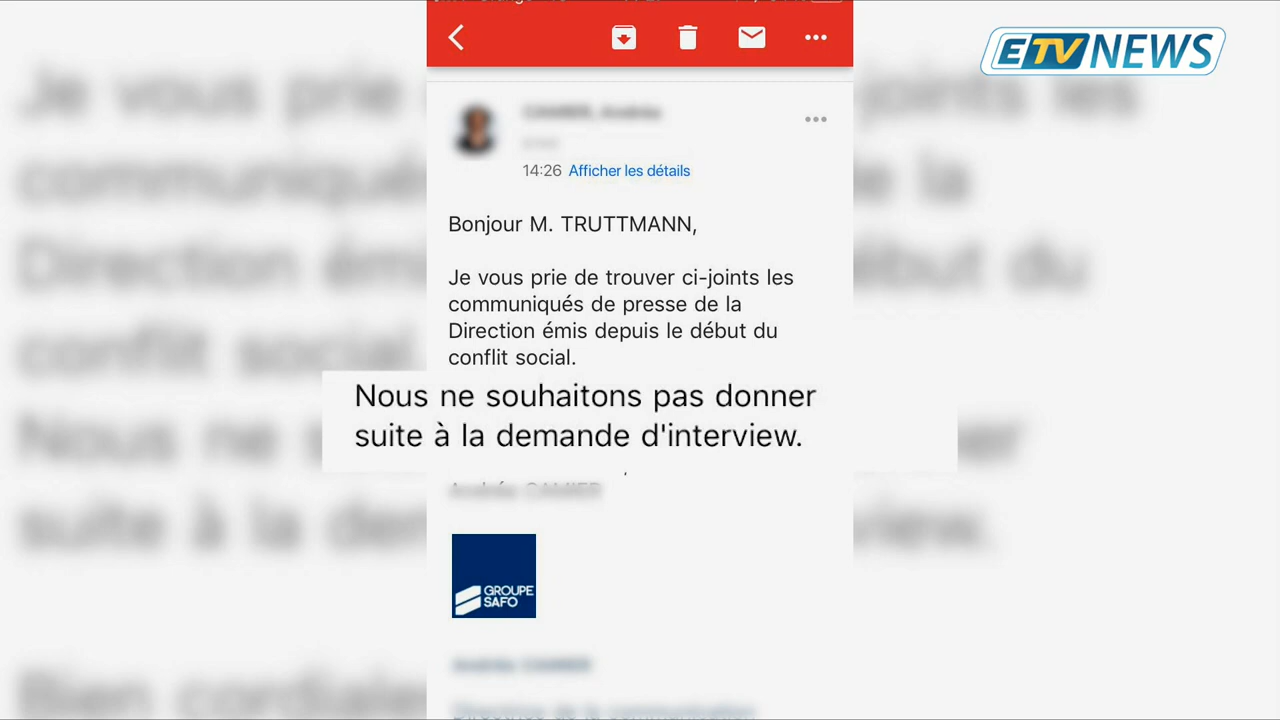 ETV NEWS
14:26 Afficher les détails
Bonjour M. TRUTTMANN,
Je vous prie de trouver ci-joints les
communiqués de presse de la
Direction émis depuis le début du
conflit social.
Nous ne souhaitons pas donner
suite à la demande d'interview.
GROUPE
SAFO